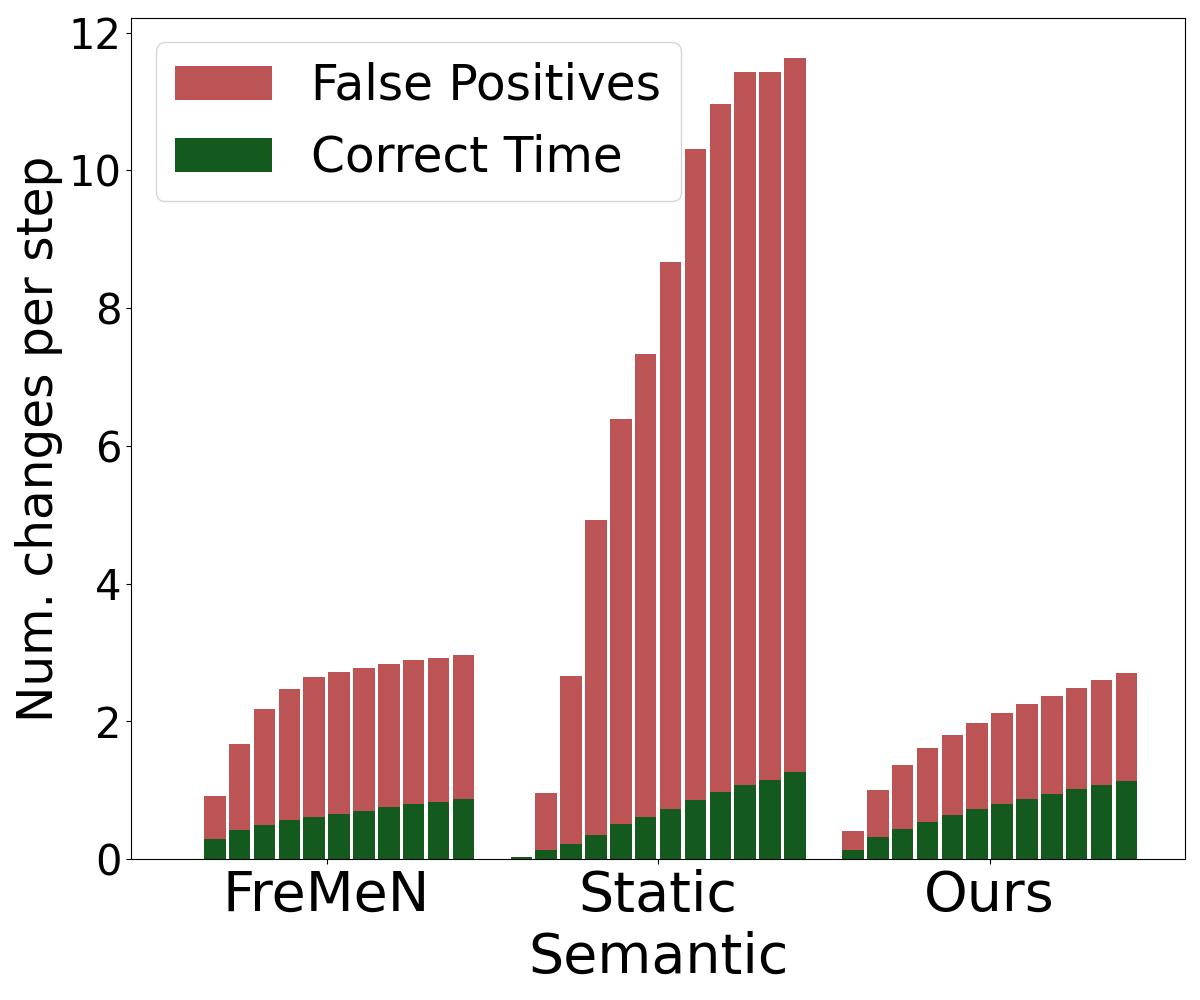 False Positives
Correct Time
Num. changes per step
12
10
8
6
4
2
0
FreMeN Static Ours
Semantic